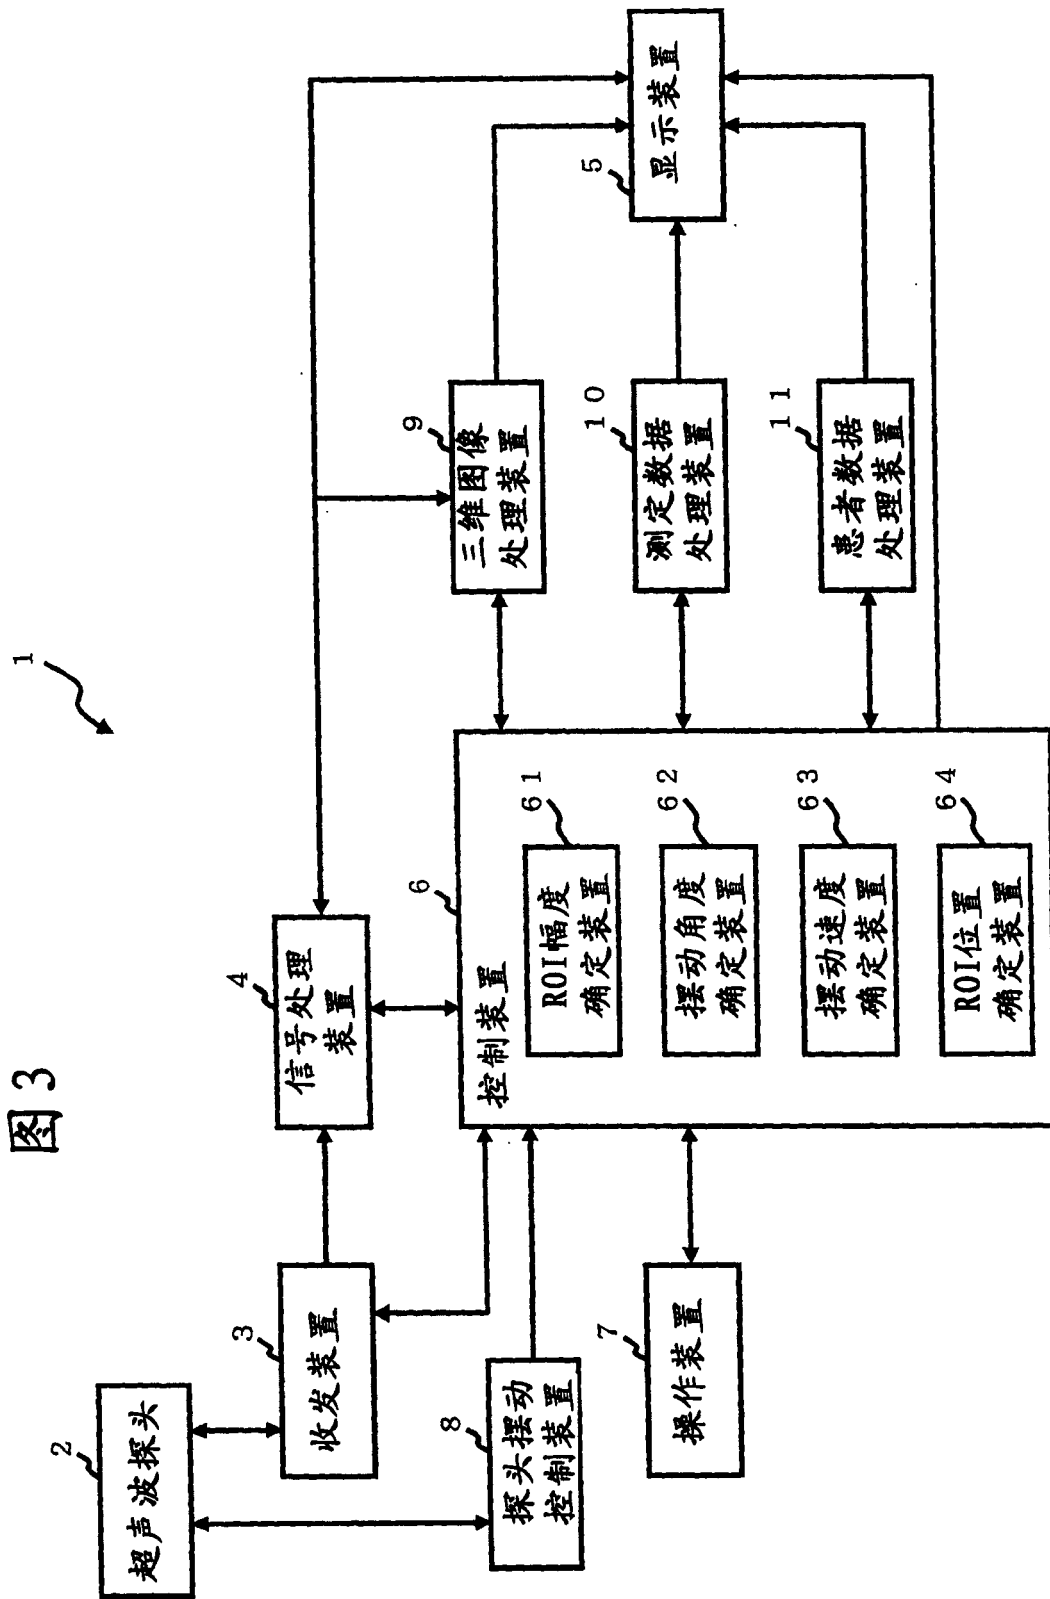 图 3
1
2
超声波探头
3
收发装置
4
信号处理
装置
5
显示装置
6
控制装置
61
ROI幅度
确定装置
62
摆动角度
确定装置
63
摆动速度
确定装置
64
ROI位置
确定装置
7
操作装置
8
探头摆动
控制装置
9
三维图像
处理装置
10
测定数据
处理装置
11
患者数据
处理装置